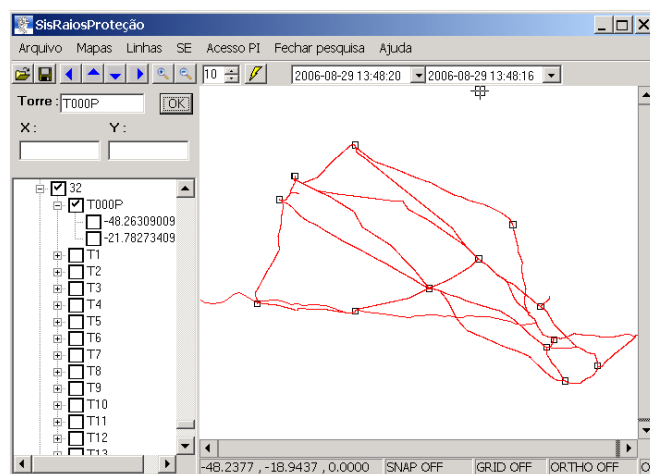 SisRaiosProteção
Arquivo Mapas Linhas SE Acesso PI Fechar pesquisa Ajuda
10 2006-08-29 13:48:20 2006-08-29 13:48:16
Torre : T000P OK
X : Y :
32
T000P
-48.26309009
-21.78273409
T1
T2
T3
T4
T5
T6
T7
T8
T9
T10
T11
T12
T13
-48.2377 , -18.9437 , 0.0000 SNAP OFF GRID OFF ORTHO OFF